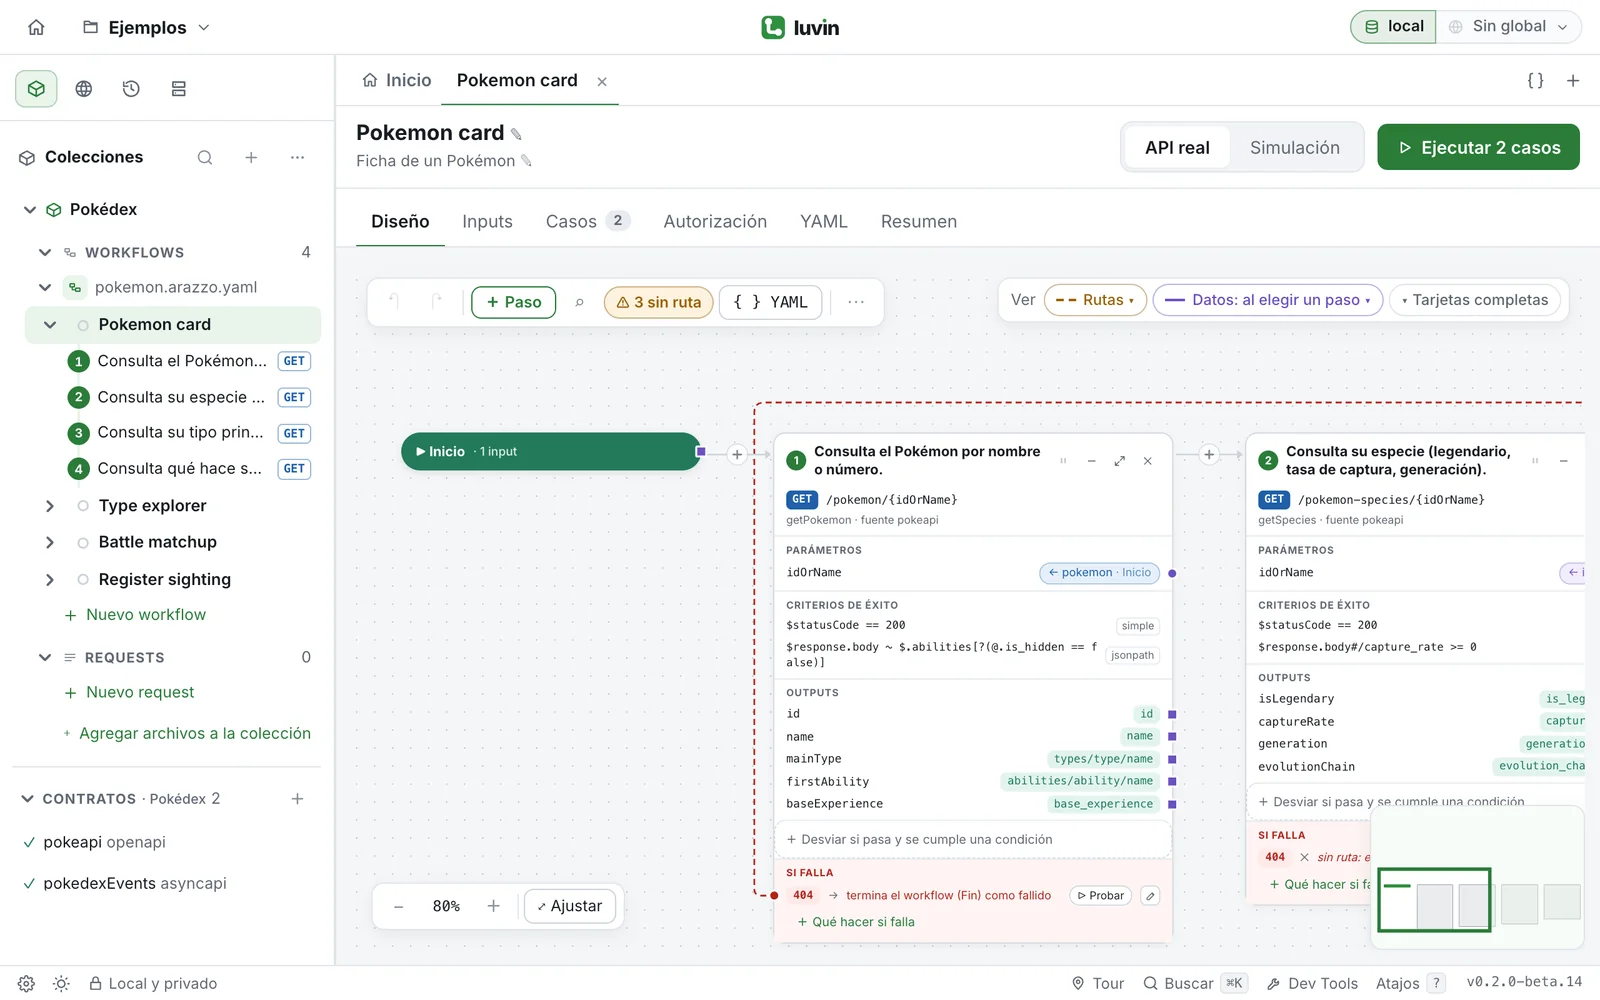 Ejemplos
luvin
local
Sin global
Inicio
Pokemon card
Colecciones
Pokédex
WORKFLOWS 4
pokemon.arazzo.yaml
Pokemon card
1 Consulta el Pokémon... GET
2 Consulta su especie ... GET
3 Consulta su tipo prin... GET
4 Consulta qué hace s... GET
Type explorer
Battle matchup
Register sighting
+ Nuevo workflow
REQUESTS 0
+ Nuevo request
+ Agregar archivos a la colección
CONTRATOS · Pokédex 2
pokeapi openapi
pokedexEvents asyncapi
Pokemon card
Ficha de un Pokémon
API real
Simulación
Ejecutar 2 casos
Diseño
Inputs
Casos 2
Autorización
YAML
Resumen
+ Paso
3 sin ruta
{ } YAML
Ver
Rutas
Datos: al elegir un paso
Tarjetas completas
Inicio · 1 input
1 Consulta el Pokémon por nombre
o número.
GET /pokemon/{idOrName}
getPokemon · fuente pokeapi
PARÁMETROS
idOrName ← pokemon · Inicio
CRITERIOS DE ÉXITO
$statusCode == 200 simple
$response.body ~ $.abilities[?(@.is_hidden == f
alse)] jsonpath
OUTPUTS
id id
name name
mainType types/type/name
firstAbility abilities/ability/name
baseExperience base_experience
+ Desviar si pasa y se cumple una condición
SI FALLA
404 → termina el workflow (Fin) como fallido Probar
+ Qué hacer si falla
2 Consulta su especie (legendario,
tasa de captura, generación).
GET /pokemon-species/{idOrName}
getSpecies · fuente pokeapi
PARÁMETROS
idOrName ← i
CRITERIOS DE ÉXITO
$statusCode == 200
$response.body#/capture_rate >= 0
OUTPUTS
isLegendary is_leg
captureRate captur
generation generatio
evolutionChain evolution_cha
+ Desviar si pasa y se cumple una condición
SI FALLA
404 × sin ruta: e
+ Qué hacer si fa
− 80% +
Ajustar
Local y privado
Tour
Buscar ⌘K
Dev Tools
Atajos ?
v0.2.0-beta.14